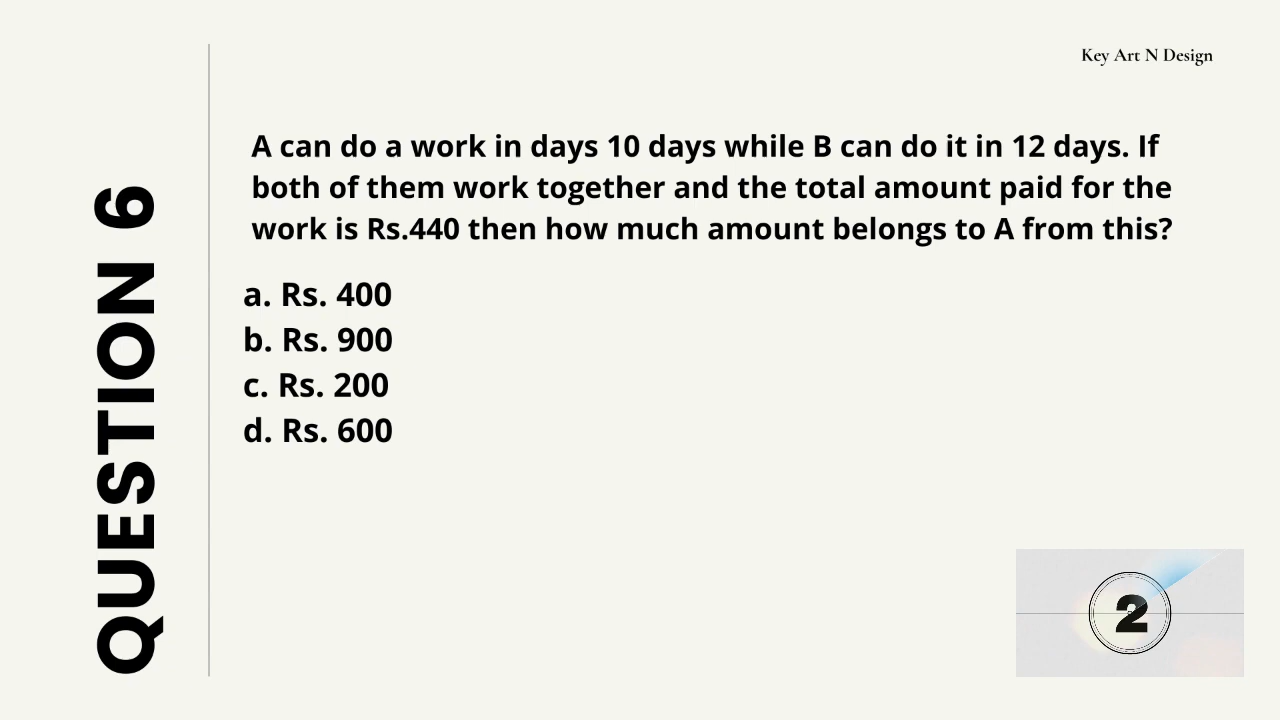 Key Art N Design
QUESTION 6
A can do a work in days 10 days while B can do it in 12 days. If
both of them work together and the total amount paid for the
work is Rs.440 then how much amount belongs to A from this?
a. Rs. 400
b. Rs. 900
c. Rs. 200
d. Rs. 600
2